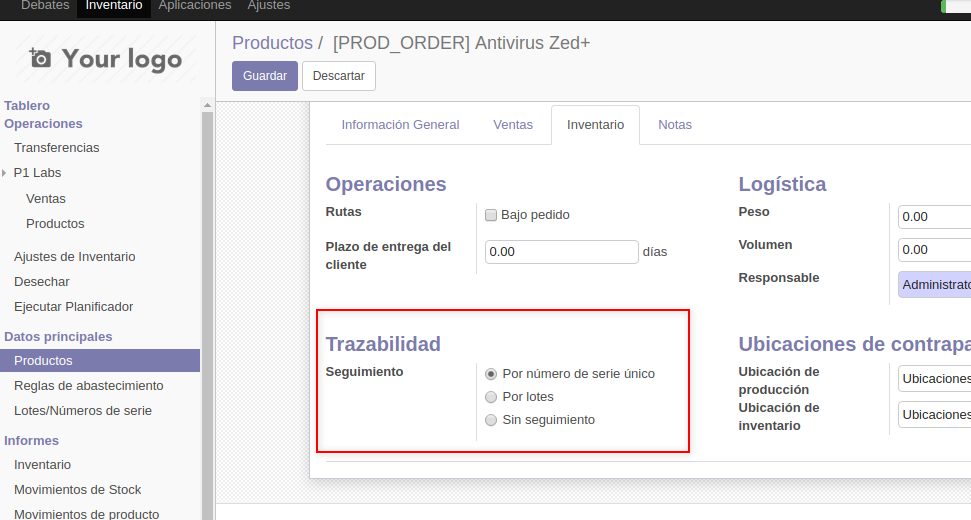 Debates Inventario Aplicaciones Ajustes
Your logo
Productos / [PROD_ORDER] Antivirus Zed+
Guardar Descartar
Tablero
Operaciones
Transferencias
P1 Labs
Ventas
Productos
Ajustes de Inventario
Desechar
Ejecutar Planificador
Datos principales
Productos
Reglas de abastecimiento
Lotes/Números de serie
Informes
Inventario
Movimientos de Stock
Movimientos de producto
Información General Ventas Inventario Notas
Operaciones
Rutas Bajo pedido
Plazo de entrega del
cliente 0.00 días
Logística
Peso 0.00
Volumen 0.00
Responsable Administrato
Trazabilidad
Seguimiento Por número de serie único
Por lotes
Sin seguimiento
Ubicaciones de contrapa
Ubicación de
producción Ubicaciones
Ubicación de
inventario Ubicaciones